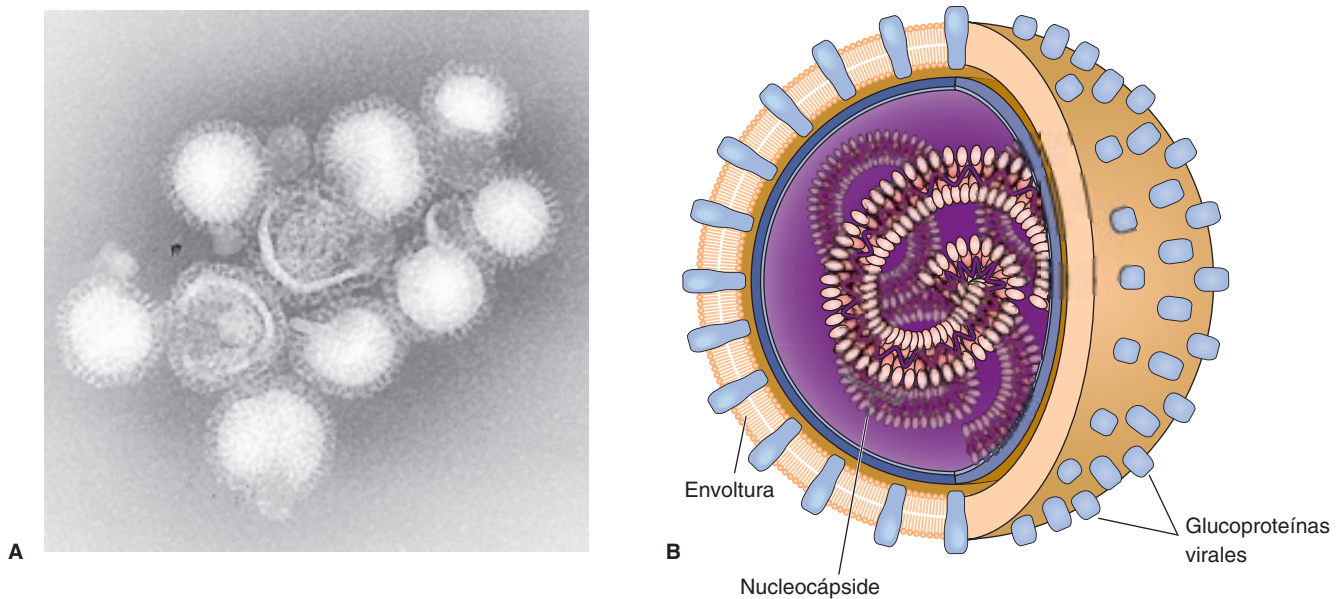 A
B
Envoltura
Nucleocápside
Glucoproteínas
virales